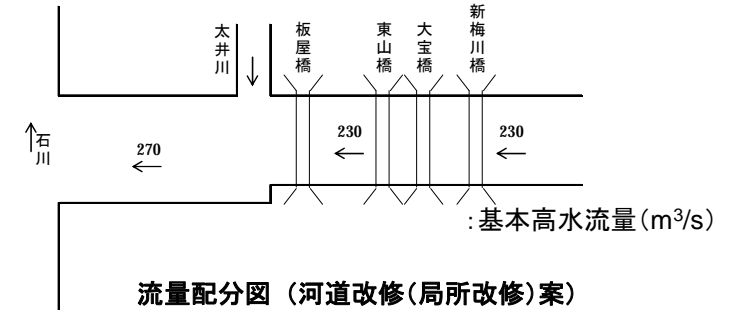 太井川
板屋橋
東山橋
大宝橋
新梅川橋
石川
270
230
230
:基本高水流量(m³/s)
流量配分図（河道改修(局所改修)案）